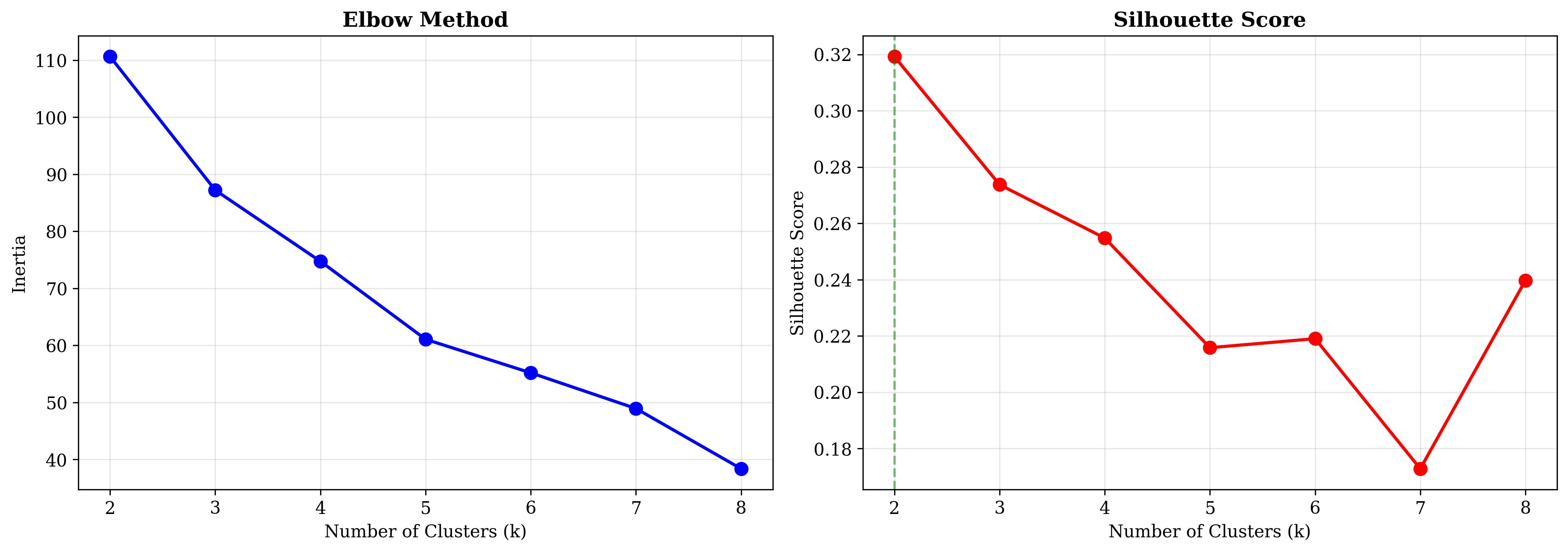 Elbow Method
110
100
90
80
70
60
50
40
Inertia
2 3 4 5 6 7 8
Number of Clusters (k)
Silhouette Score
0.32
0.30
0.28
0.26
0.24
0.22
0.20
0.18
Silhouette Score
2 3 4 5 6 7 8
Number of Clusters (k)